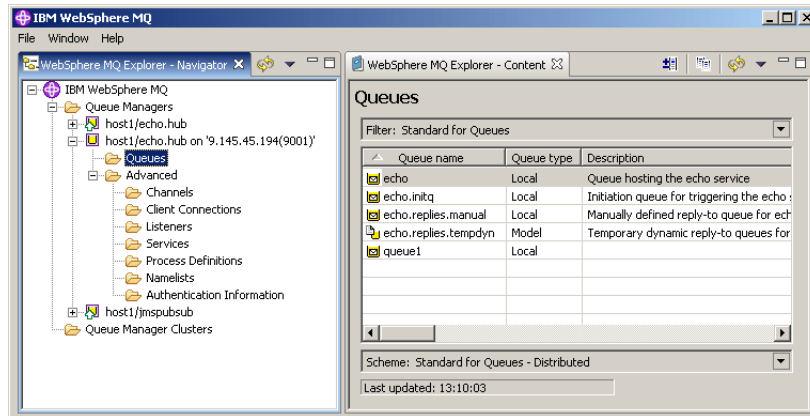 IBM WebSphere MQ
File Window Help
WebSphere MQ Explorer - Navigator
IBM WebSphere MQ
Queue Managers
host1/echo.hub
host1/echo.hub on '9.145.45.194(9001)'
Queues
Advanced
Channels
Client Connections
Listeners
Services
Process Definitions
Namelists
Authentication Information
host1/jmspubsub
Queue Manager Clusters
WebSphere MQ Explorer - Content
Queues
Filter: Standard for Queues
Queue name Queue type Description
echo Local Queue hosting the echo service
echo.initq Local Initiation queue for triggering the echo
echo.replies.manual Local Manually defined reply-to queue for ech
echo.replies.tempdyn Model Temporary dynamic reply-to queues for
queue1 Local
Scheme: Standard for Queues - Distributed
Last updated: 13:10:03